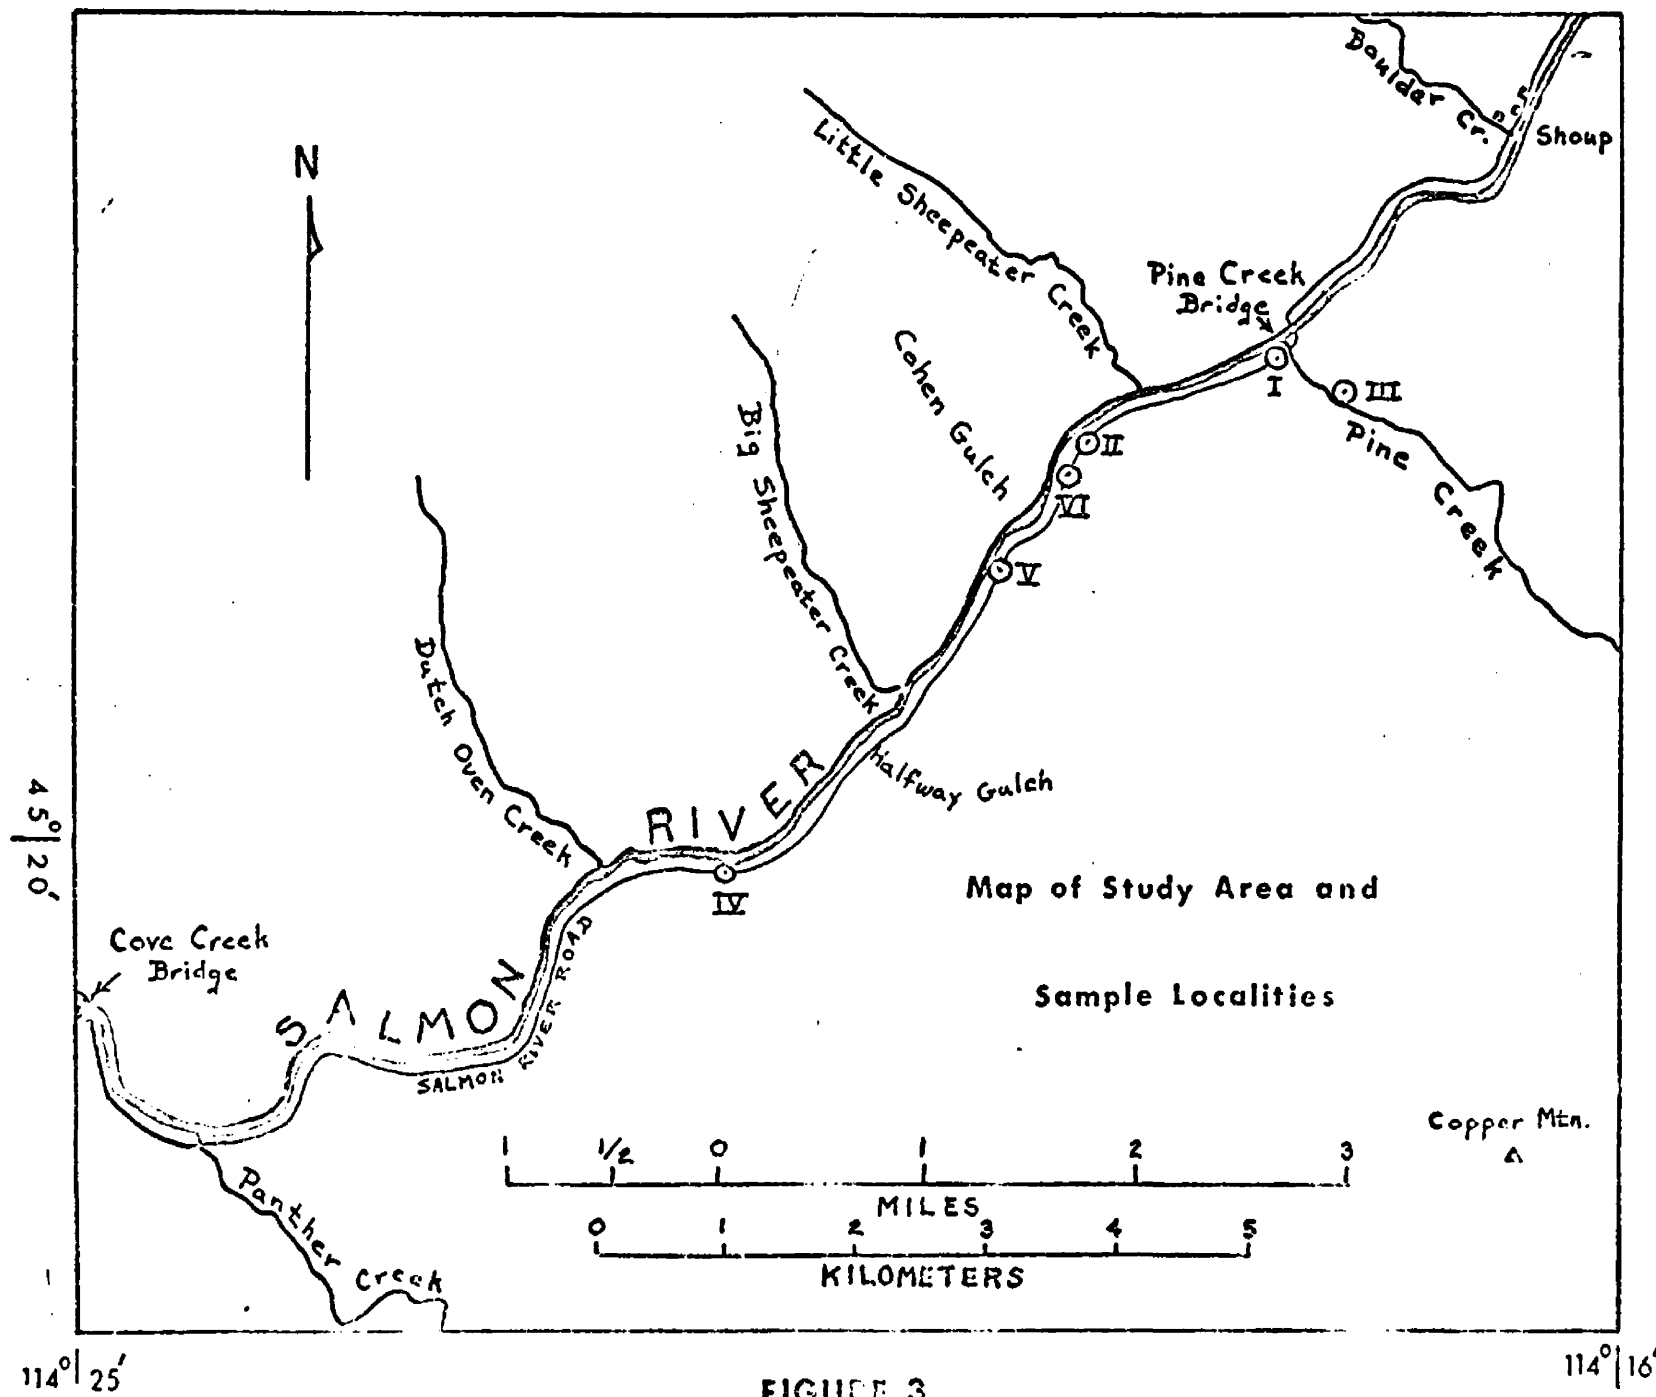 Boulder Cr.
Shoup
N
Little Sheepeater Creek
Pine Creek
Bridge
I
III
Pine Creek
Cohen Gulch
II
VI
V
Big Sheepeater Creek
Dutch Oven Creek
Halfway Gulch
SALMON RIVER
IV
45° 20'
Map of Study Area and
Sample Localities
Cove Creek
Bridge
SALMON RIVER ROAD
Copper Mtn.
Panther Creek
1 1/2 0 1 2 3
MILES
0 1 2 3 4 5
KILOMETERS
114° 25'
114° 16'
FIGURE 3